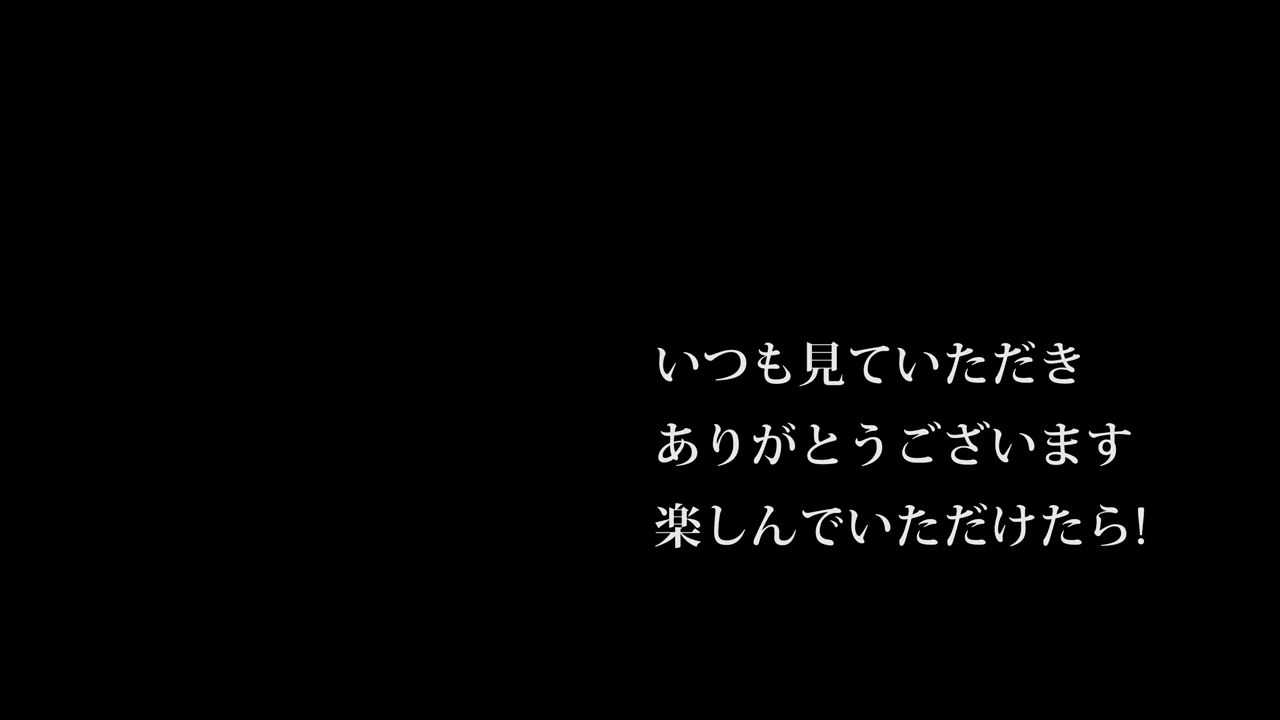 いつも見ていただき
ありがとうございます
楽しんでいただけたら!